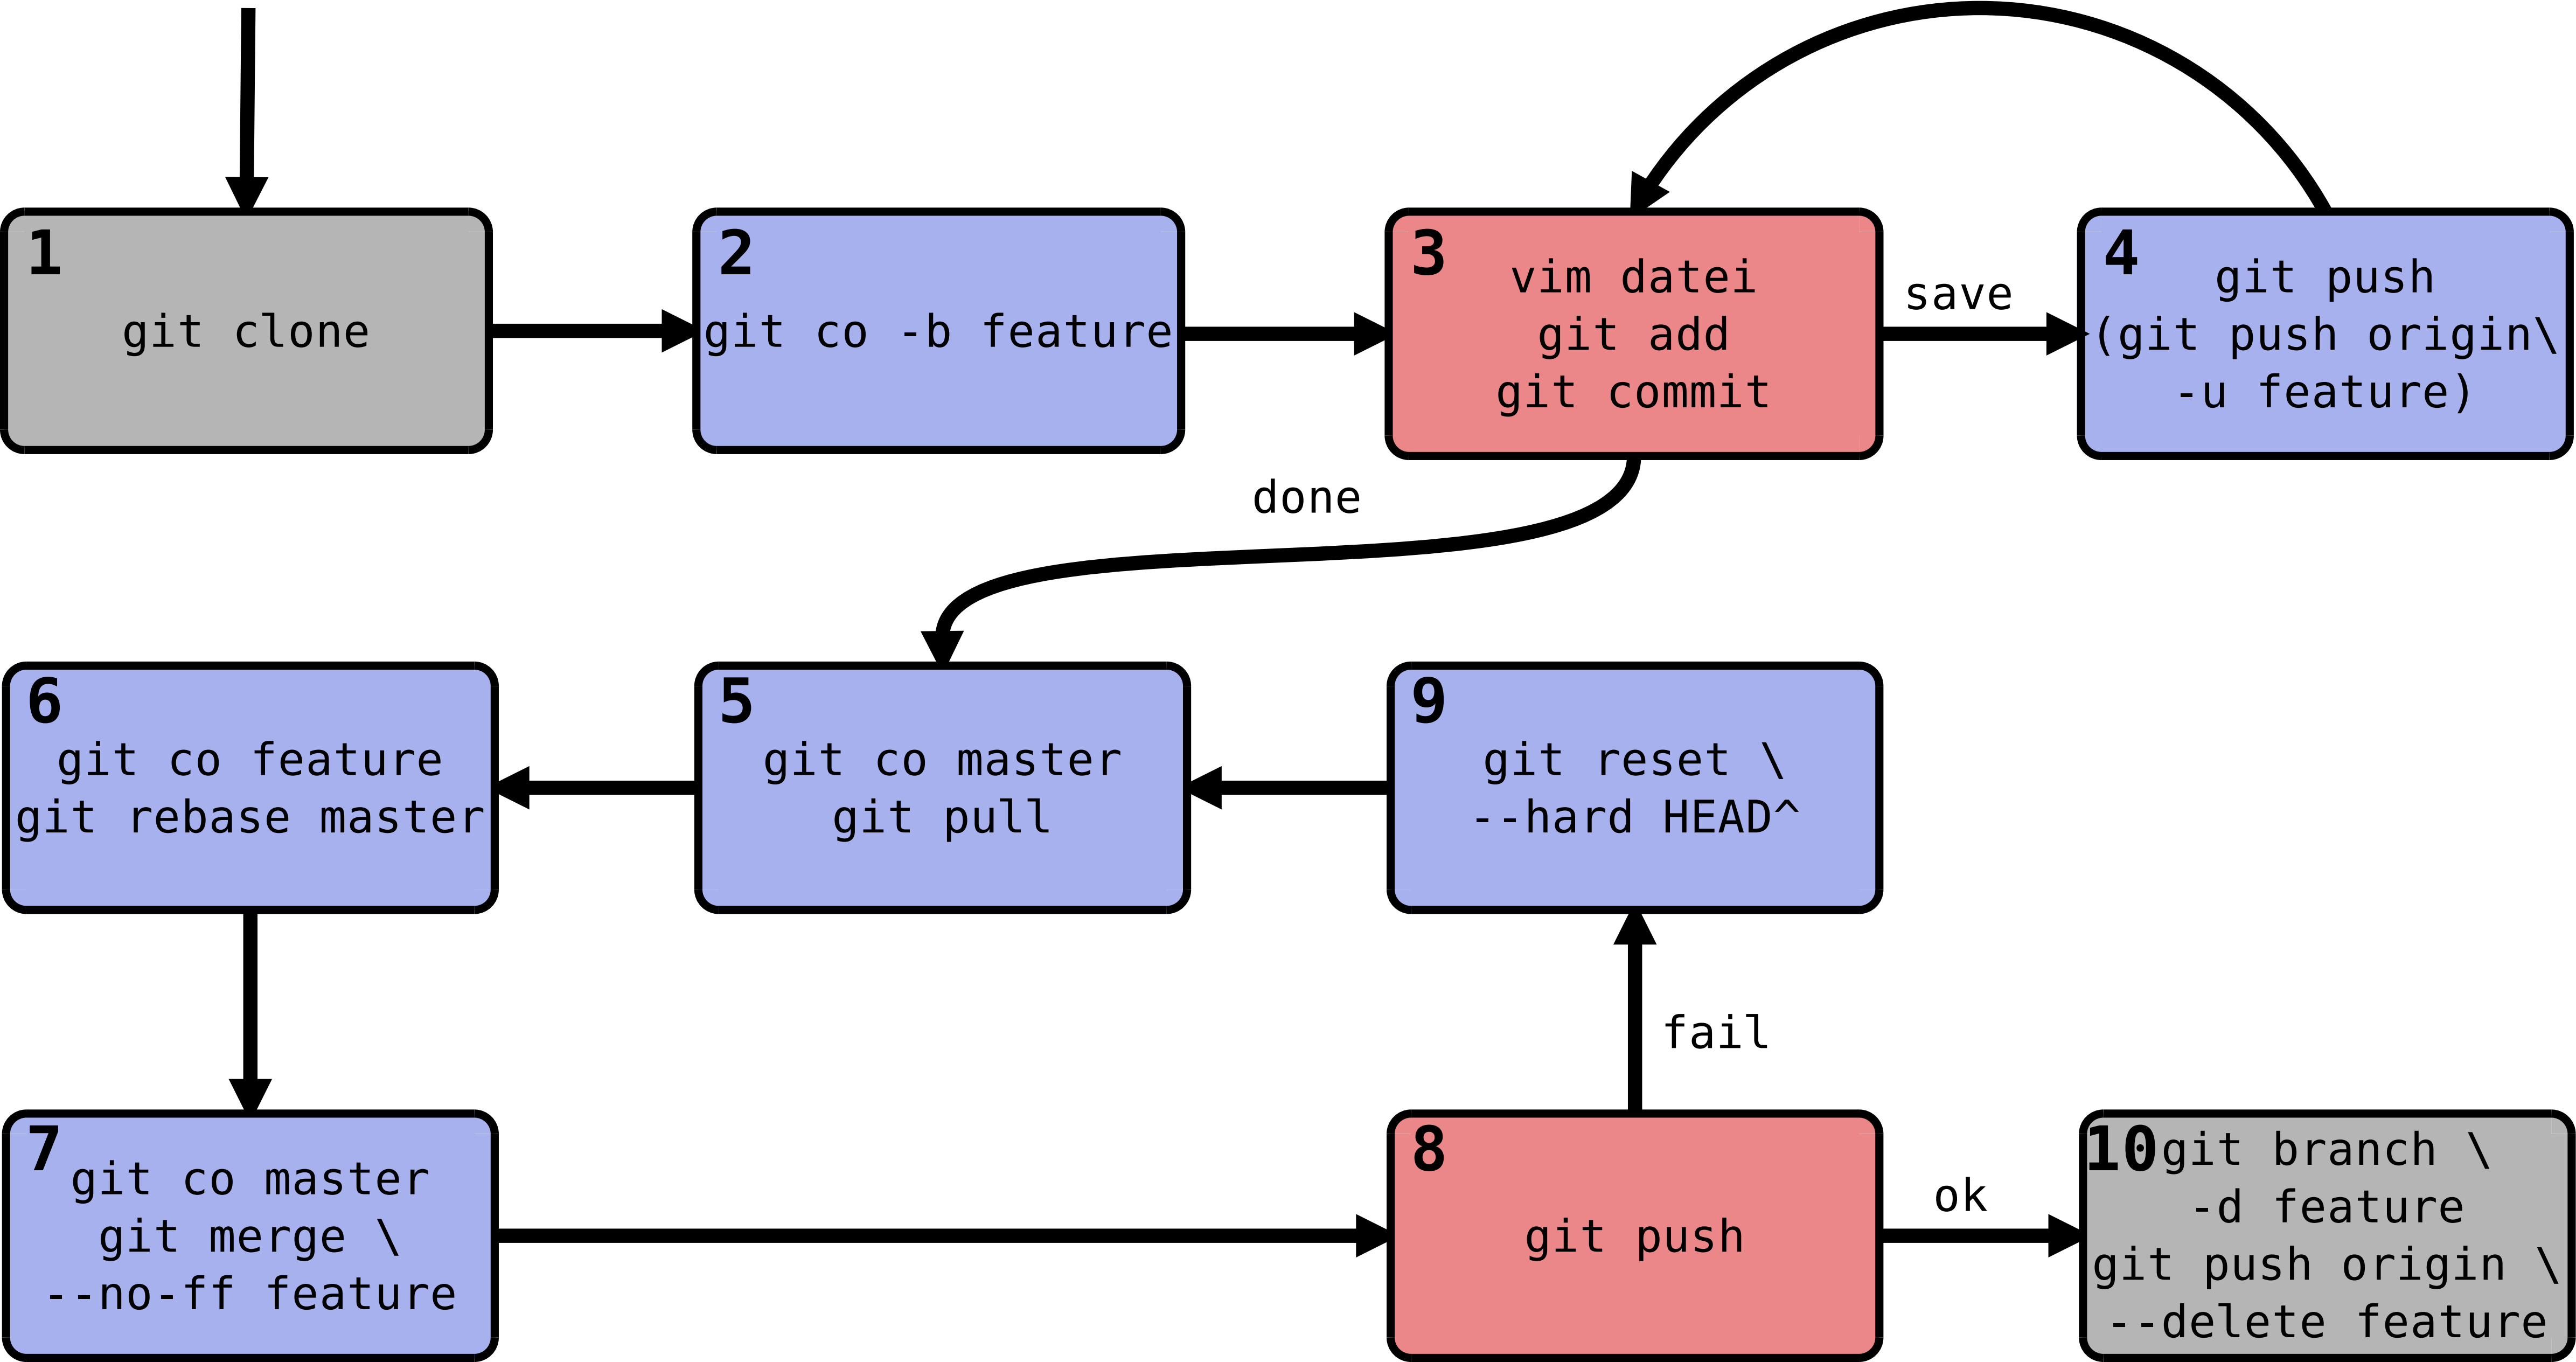 1
git clone
2
git co -b feature
3
vim datei
git add
git commit
save
4
git push
(git push origin\
-u feature)
done
5
git co master
git pull
6
git co feature
git rebase master
7
git co master
git merge \
--no-ff feature
8
git push
fail
9
git reset \
--hard HEAD^
ok
10
git branch \
-d feature
git push origin \
--delete feature